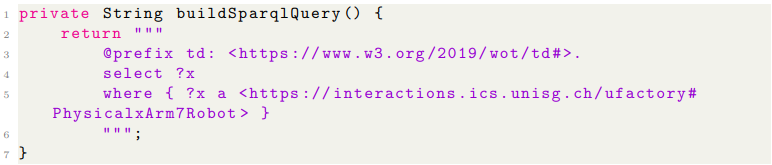 1 private String buildSparqlQuery() {
2 return """
3 @prefix td: <https://www.w3.org/2019/wot/td#>.
4 select ?x
5 where { ?x a <https://interactions.ics.unisg.ch/ufactory#
PhysicalxArm7Robot> }
6 """;
7 }